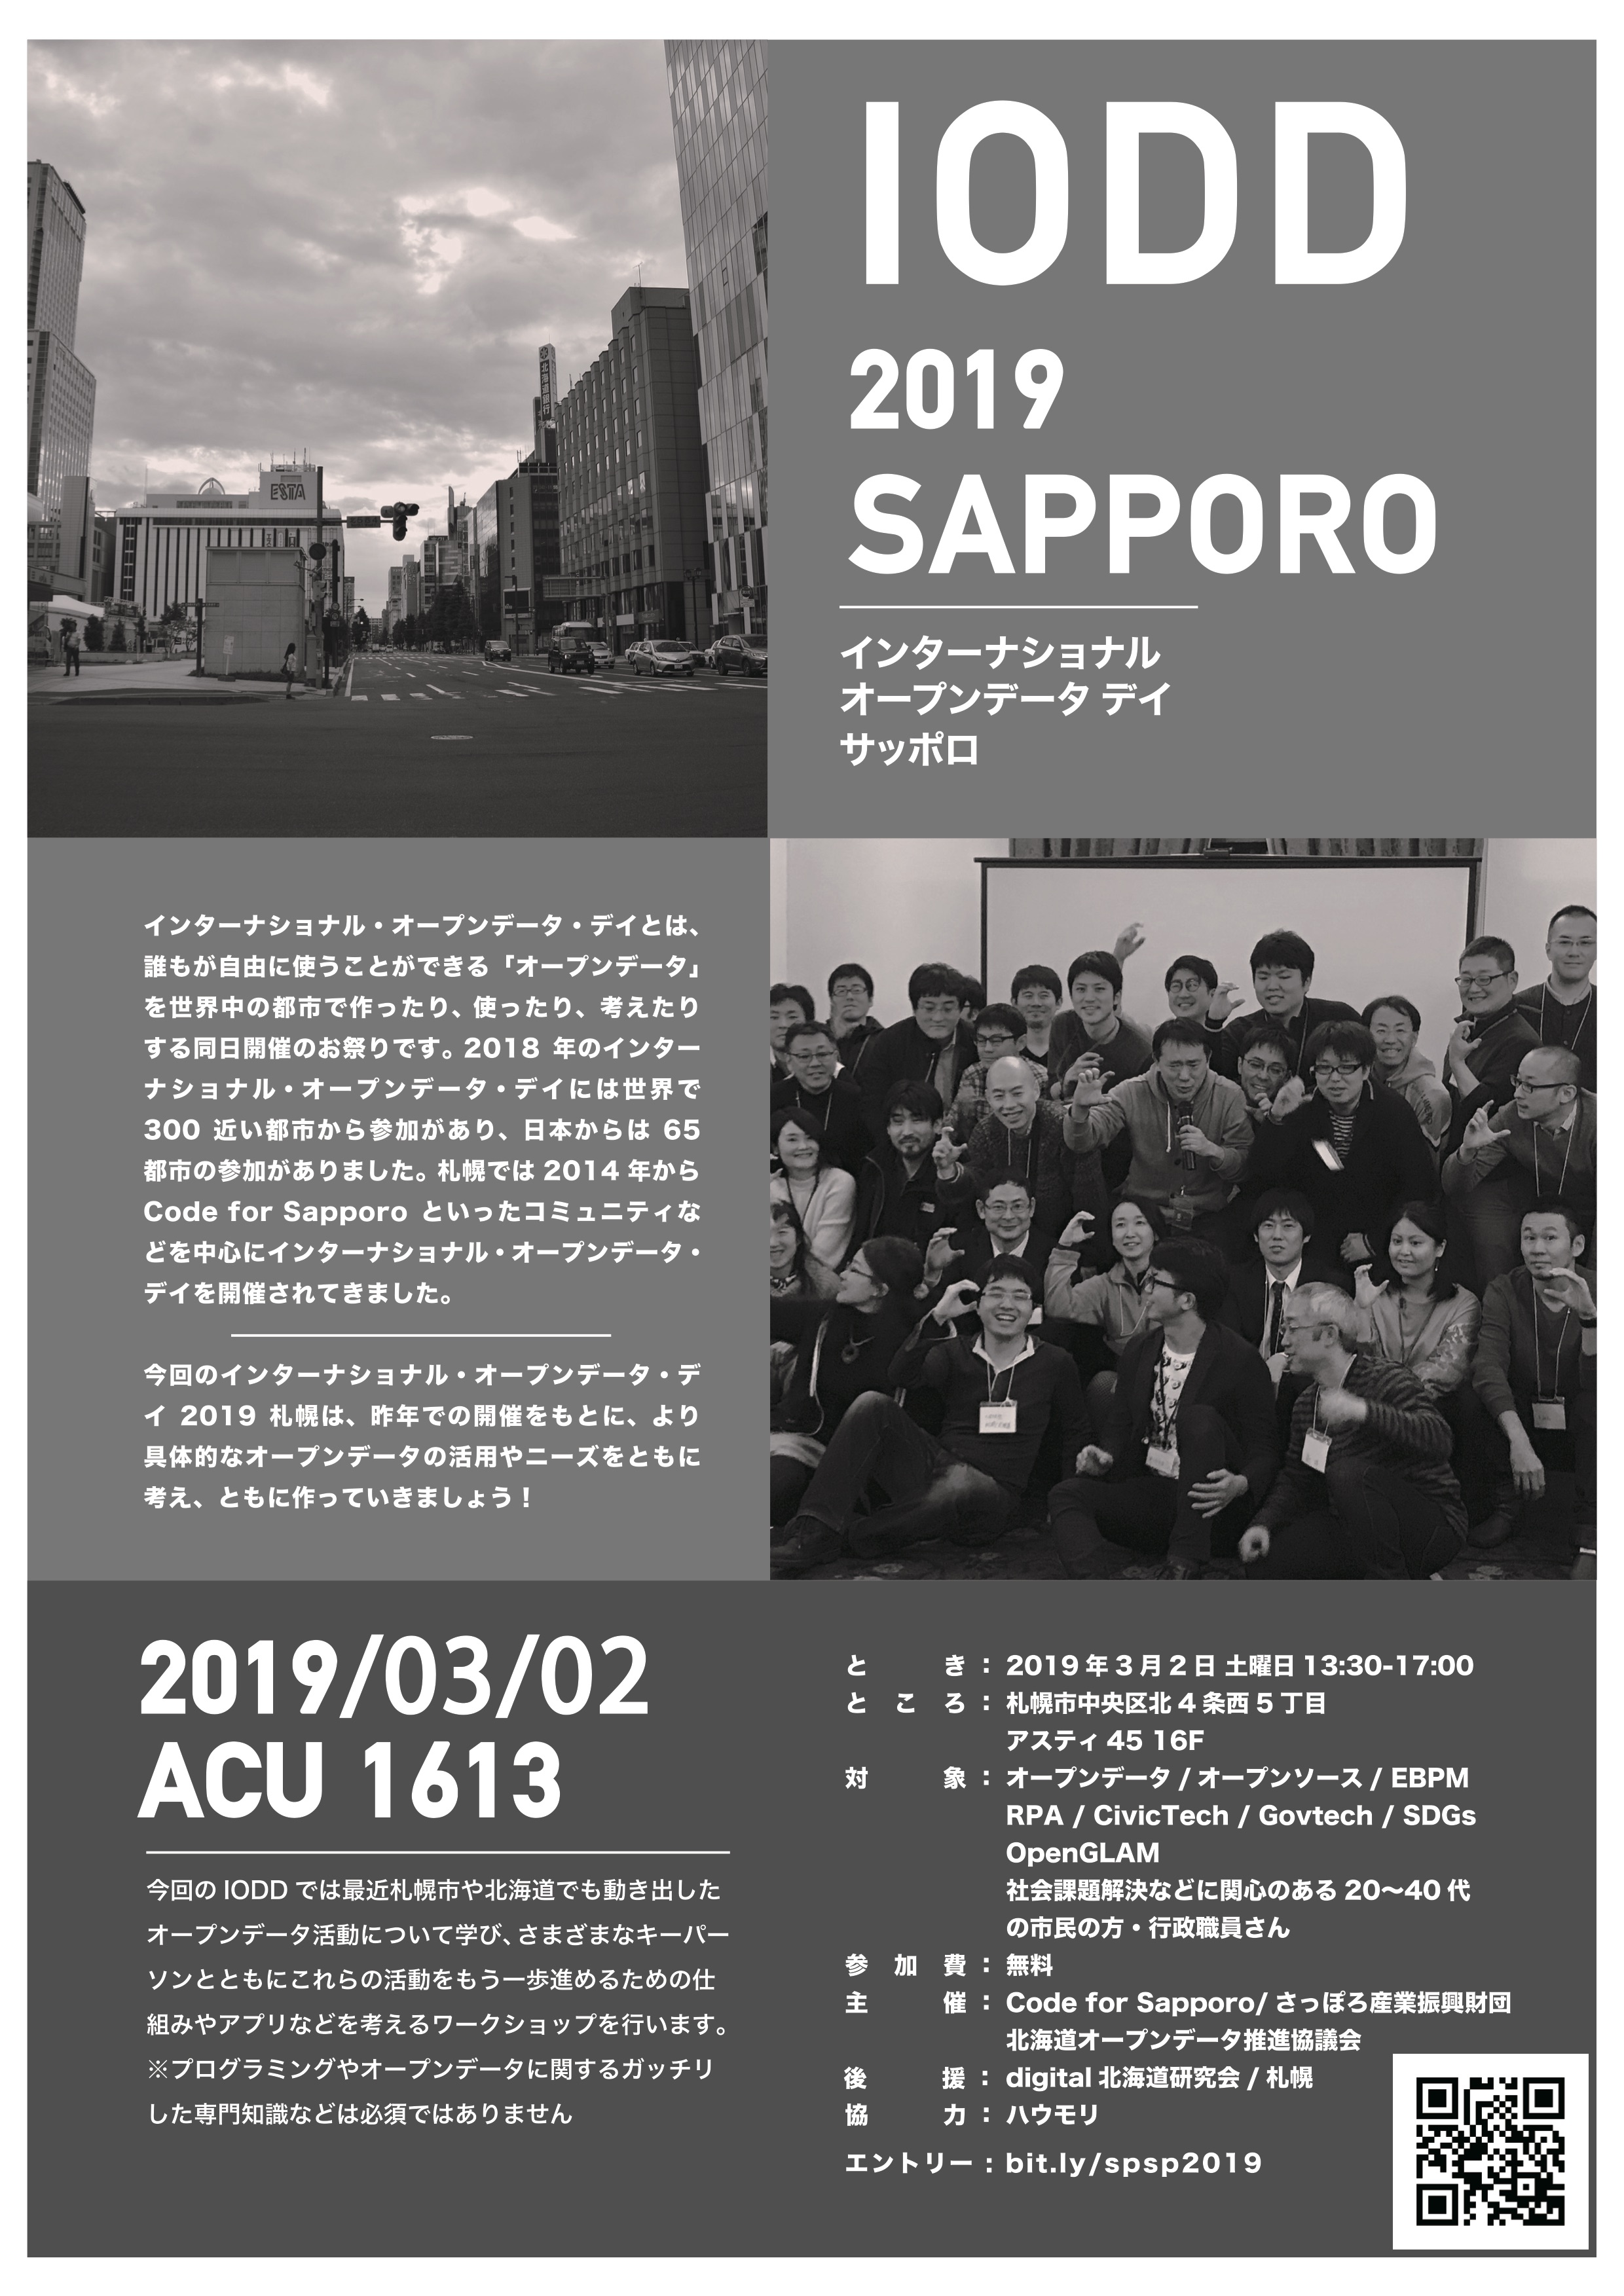 IODD
2019
SAPPORO
インターナショナル
オープンデータ デイ
サッポロ
北海道銀行
ESTA
インターナショナル・オープンデータ・デイとは、
誰もが自由に使うことができる「オープンデータ」
を世界中の都市で作ったり、使ったり、考えたり
する同日開催のお祭りです。2018 年のインター
ナショナル・オープンデータ・デイには世界で
300 近い都市から参加があり、日本からは 65
都市の参加がありました。札幌では 2014 年から
Code for Sapporo といったコミュニティな
どを中心にインターナショナル・オープンデータ・
デイを開催されてきました。
今回のインターナショナル・オープンデータ・デ
イ 2019 札幌は、昨年での開催をもとに、より
具体的なオープンデータの活用やニーズをともに
考え、ともに作っていきましょう！
2019/03/02
ACU 1613
今回の IODD では最近札幌市や北海道でも動き出した
オープンデータ活動について学び、さまざまなキーパー
ソンとともにこれらの活動をもう一歩進めるための仕
組みやアプリなどを考えるワークショップを行います。
※プログラミングやオープンデータに関するガッチリ
した専門知識などは必須ではありません
とき：2019 年 3 月 2 日 土曜日 13:30-17:00
ところ：札幌市中央区北 4 条西 5 丁目
アスティ 45 16F
対象：オープンデータ / オープンソース / EBPM
RPA / CivicTech / Govtech / SDGs
OpenGLAM
社会課題解決などに関心のある 20〜40 代
の市民の方・行政職員さん
参加費：無料
主催：Code for Sapporo/ さっぽろ産業振興財団
北海道オープンデータ推進協議会
後援：digital 北海道研究会 / 札幌
協力：ハウモリ
エントリー：bit.ly/spsp2019